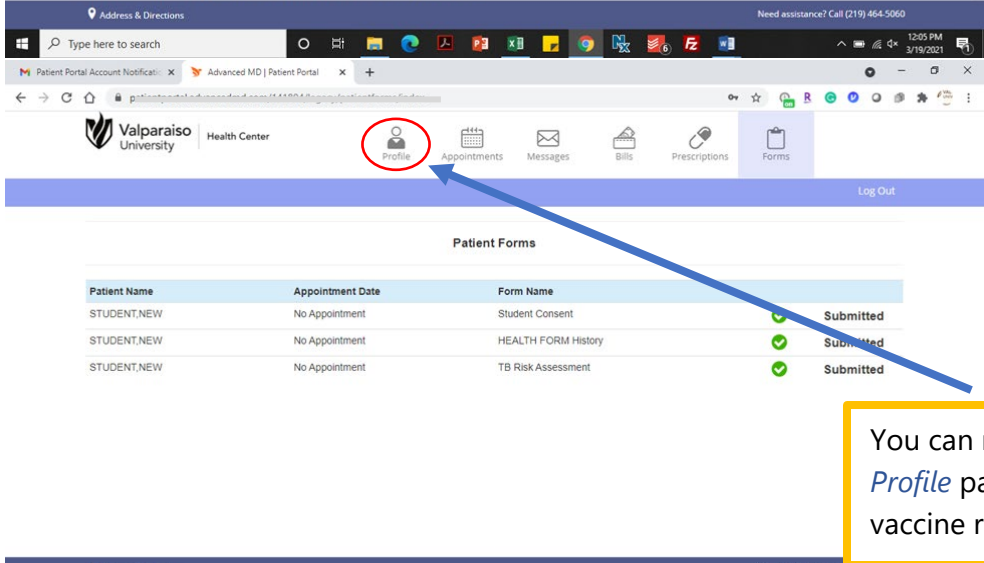 Address & Directions
Need assistance? Call (219) 464-5060
Type here to search
12:05 PM
3/19/2021
Patient Portal Account Notificatic
Advanced MD | Patient Portal
Valparaiso University
Health Center
Profile
Appointments
Messages
Bills
Prescriptions
Forms
Log Out
Patient Forms
Patient Name Appointment Date Form Name
STUDENT,NEW No Appointment Student Consent Submitted
STUDENT,NEW No Appointment HEALTH FORM History Submitted
STUDENT,NEW No Appointment TB Risk Assessment Submitted
You can
Profile pa
vaccine r